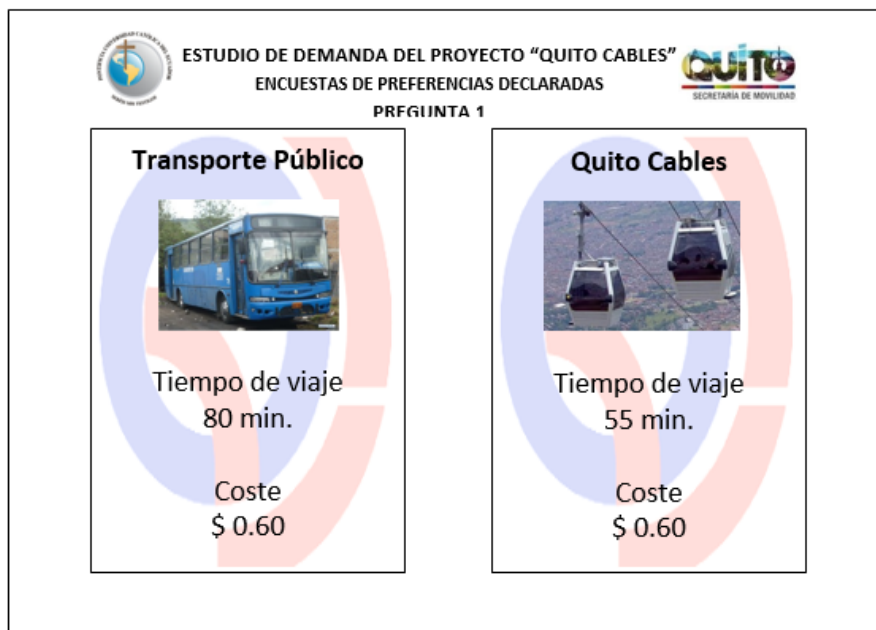 ESTUDIO DE DEMANDA DEL PROYECTO “QUITO CABLES”
ENCUESTAS DE PREFERENCIAS DECLARADAS
PREGUNTA 1
QUITO
SECRETARÍA DE MOVILIDAD
Transporte Público
Tiempo de viaje
80 min.
Coste
$ 0.60
Quito Cables
Tiempo de viaje
55 min.
Coste
$ 0.60